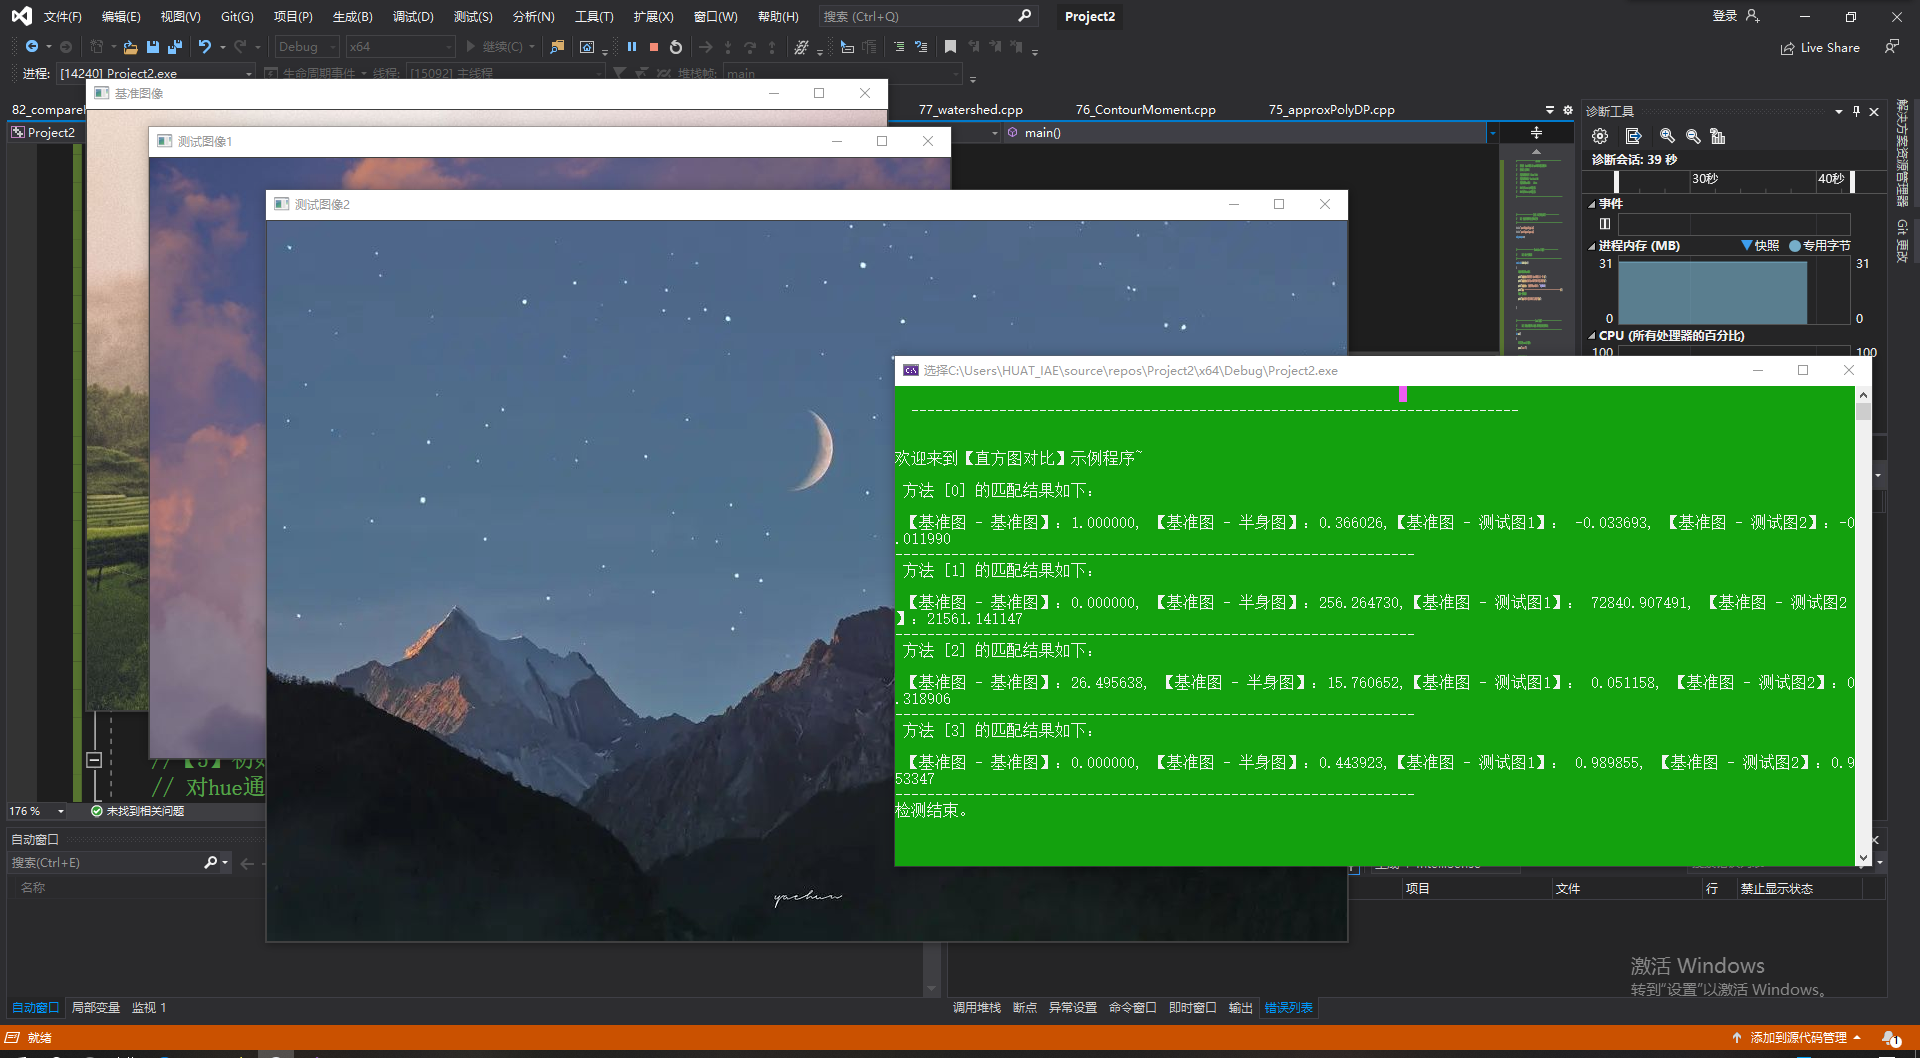 文件(F) 编辑(E) 视图(V) Git(G) 项目(P) 生成(B) 调试(D) 测试(S) 分析(N) 工具(T) 扩展(X) 窗口(W) 帮助(H) 搜索 (Ctrl+Q) Project2 登录
Debug x64 继续(C) Live Share
进程: [14240] Project2.exe 生命周期事件 线程: [15092] 主线程 堆栈帧: main
基准图像
77_watershed.cpp 76_ContourMoment.cpp 75_approxPolyDP.cpp
Project2 main()
测试图像1
测试图像2
诊断工具
诊断会话: 39 秒
30秒 40秒
事件
进程内存 (MB) 快照 专用字节
31 31
0 0
CPU (所有处理器的百分比)
100 100
解决方案资源管理器
Git 更改
选择C:\Users\HUAT_IAE\source\repos\Project2\x64\Debug\Project2.exe
----------------------------------------------------------------------------
欢迎来到【直方图对比】示例程序~
方法 [0] 的匹配结果如下：
【基准图 - 基准图】：1.000000, 【基准图 - 半身图】：0.366026,【基准图 - 测试图1】： -0.033693, 【基准图 - 测试图2】：-0
.011990
-----------------------------------------------------------------
方法 [1] 的匹配结果如下：
【基准图 - 基准图】：0.000000, 【基准图 - 半身图】：256.264730,【基准图 - 测试图1】： 72840.907491, 【基准图 - 测试图2
】：21561.141147
-----------------------------------------------------------------
方法 [2] 的匹配结果如下：
【基准图 - 基准图】：26.495638, 【基准图 - 半身图】：15.760652,【基准图 - 测试图1】： 0.051158, 【基准图 - 测试图2】：0
.318906
-----------------------------------------------------------------
方法 [3] 的匹配结果如下：
【基准图 - 基准图】：0.000000, 【基准图 - 半身图】：0.443923,【基准图 - 测试图1】： 0.989855, 【基准图 - 测试图2】：0.9
53347
-----------------------------------------------------------------
检测结束。
// 对hue通
176 % 未找到相关问题
自动窗口
搜索(Ctrl+E)
名称
yachun
项目 文件 行 禁止显示状态
激活 Windows
转到“设置”以激活 Windows。
自动窗口 局部变量 监视 1
调用堆栈 断点 异常设置 命令窗口 即时窗口 输出 错误列表
就绪 添加到源代码管理 1